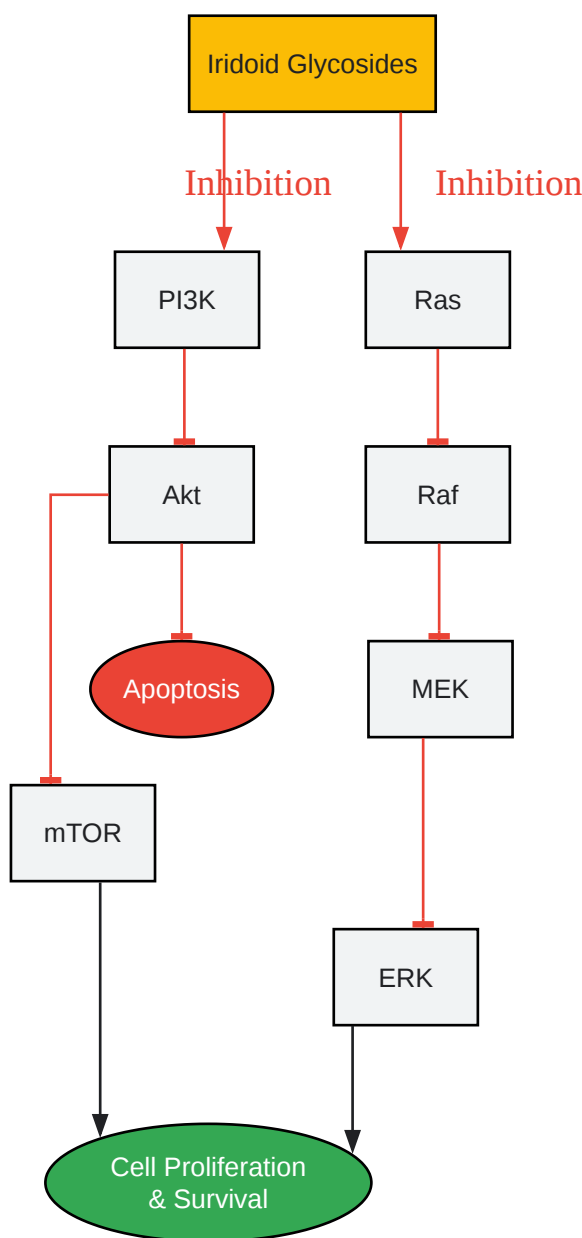 Iridoid Glycosides
Inhibition
Inhibition
PI3K
Ras
Akt
Raf
Apoptosis
MEK
mTOR
ERK
Cell Proliferation
& Survival